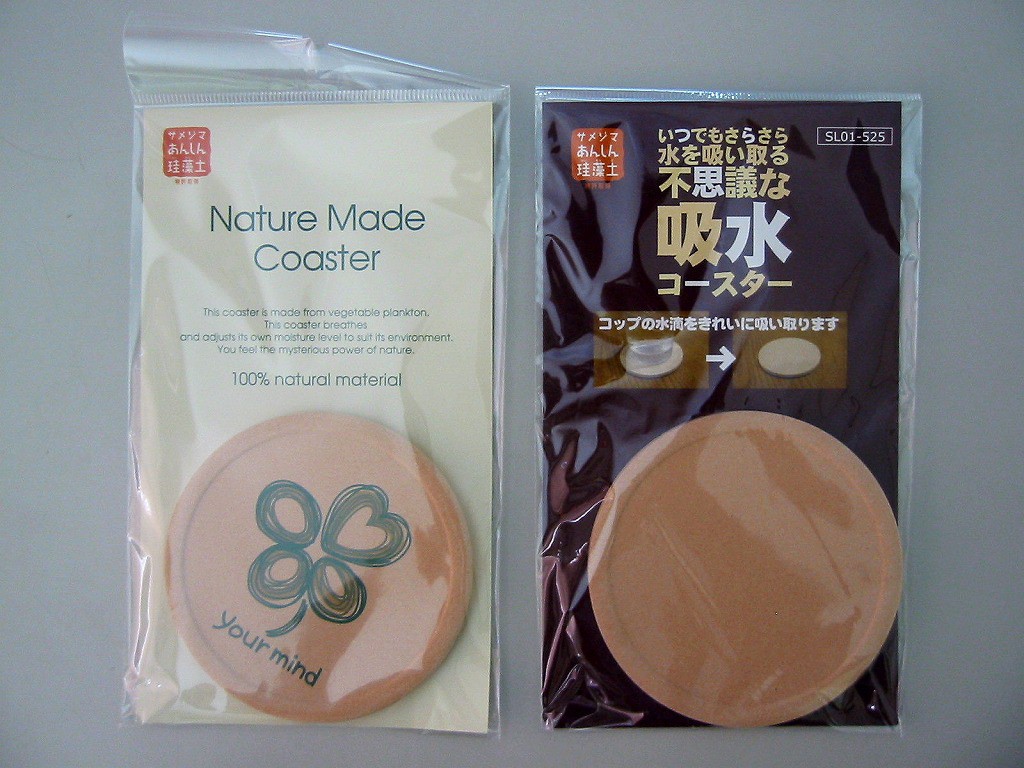 サメジマ
あんしん
珪藻土
Nature Made
Coaster
This coaster is made from vegetable plankton.
This coaster breathes
and adjusts its own moisture level to suit its environment.
You feel the mysterious power of nature.
100% natural material
your mind
サメジマ
あんしん
珪藻土
いつでもさらさら
水を吸い取る
不思議な
吸水
コースター
SL01-525
コップの水滴をきれいに吸い取ります